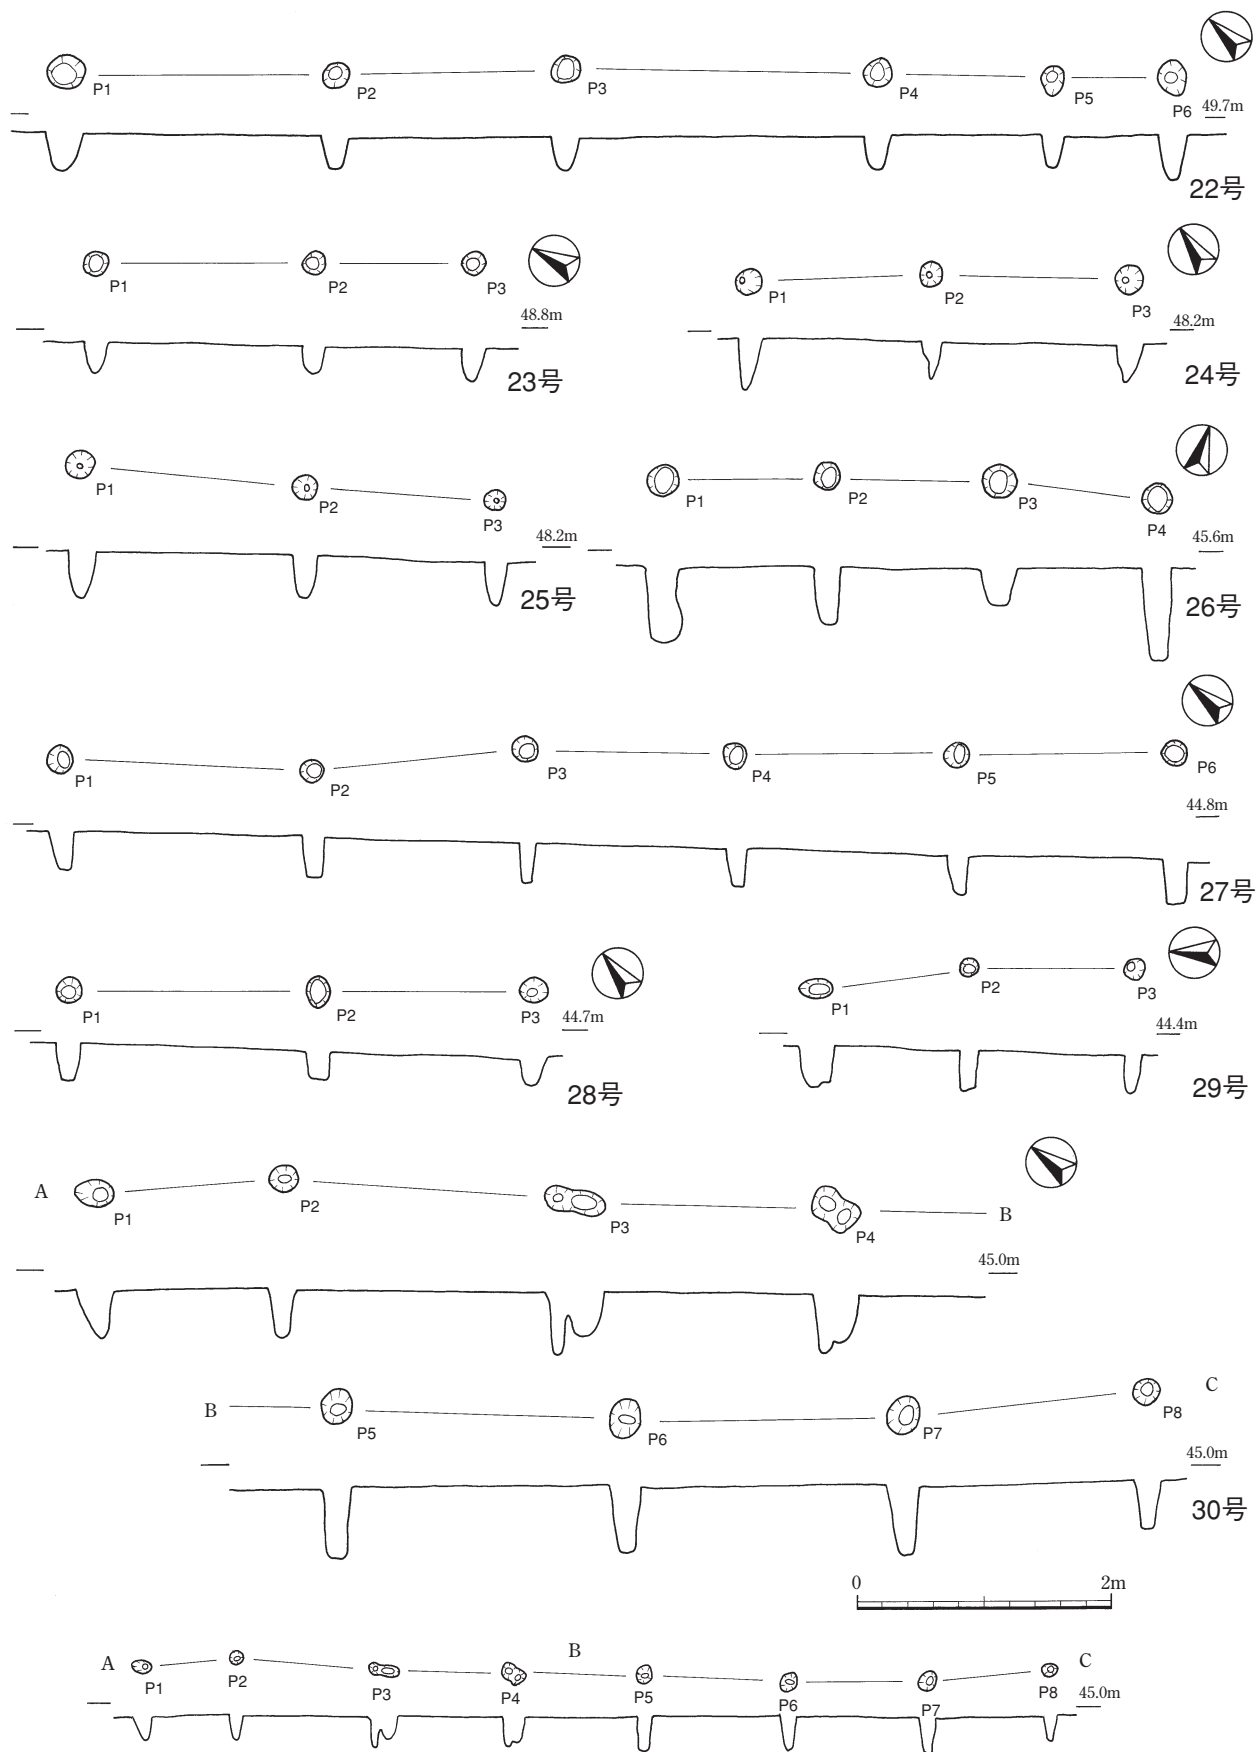 P1 P2 P3 P4 P5 P6 49.7m
22号
P1 P2 P3 48.8m
23号
P1 P2 P3 48.2m
24号
P1 P2 P3 48.2m
25号
P1 P2 P3 P4 45.6m
26号
P1 P2 P3 P4 P5 P6 44.8m
27号
P1 P2 P3 44.7m
28号
P1 P2 P3 44.4m
29号
A P1 P2 P3 P4 B 45.0m
B P5 P6 P7 P8 C 45.0m
30号
0 2m
A P1 P2 P3 P4 B P5 P6 P7 P8 C 45.0m